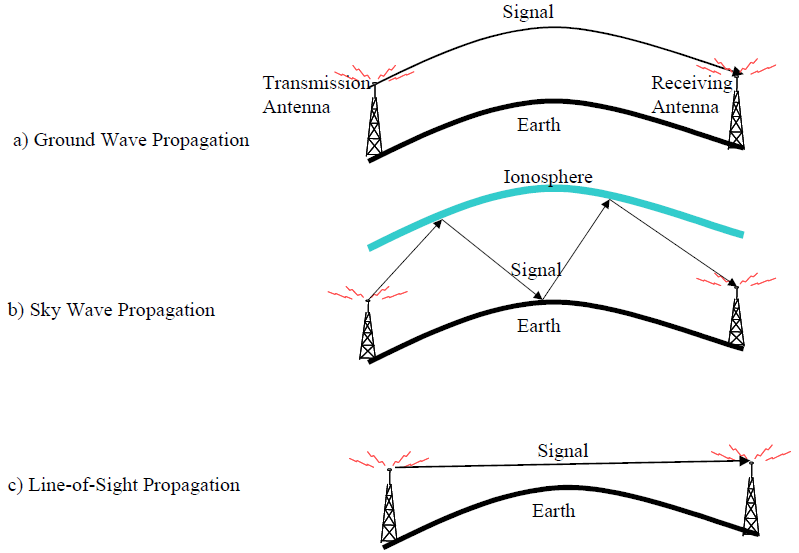 Signal
Transmission
Antenna
Receiving
Antenna
Earth
a) Ground Wave Propagation
Ionosphere
Signal
b) Sky Wave Propagation
Earth
Signal
c) Line-of-Sight Propagation
Earth